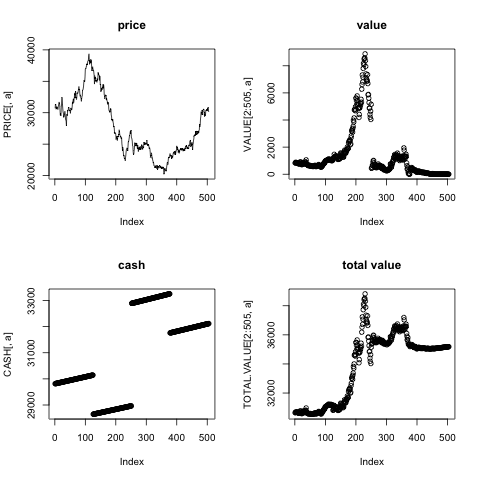 price
PRICE[, a]
20000 30000 40000
0 100 200 300 400 500
Index
value
VALUE[2:505, a]
0 2000 6000
0 100 200 300 400 500
Index
cash
CASH[, a]
29000 31000 33000
0 100 200 300 400 500
Index
total value
TOTAL.VALUE[2:505, a]
32000 36000
0 100 200 300 400 500
Index